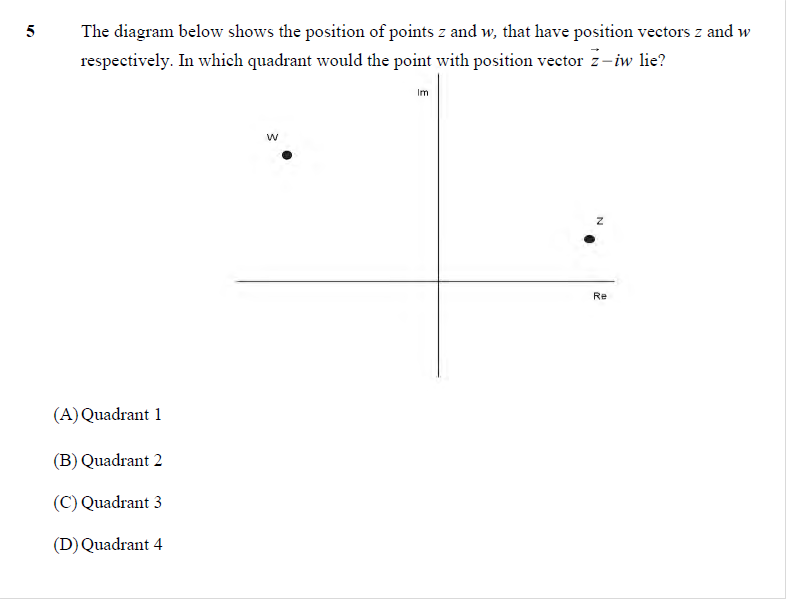 5 The diagram below shows the position of points z and w, that have position vectors z and w
respectively. In which quadrant would the point with position vector z⃗ − iw lie?
Im
w
z
Re
(A) Quadrant 1
(B) Quadrant 2
(C) Quadrant 3
(D) Quadrant 4